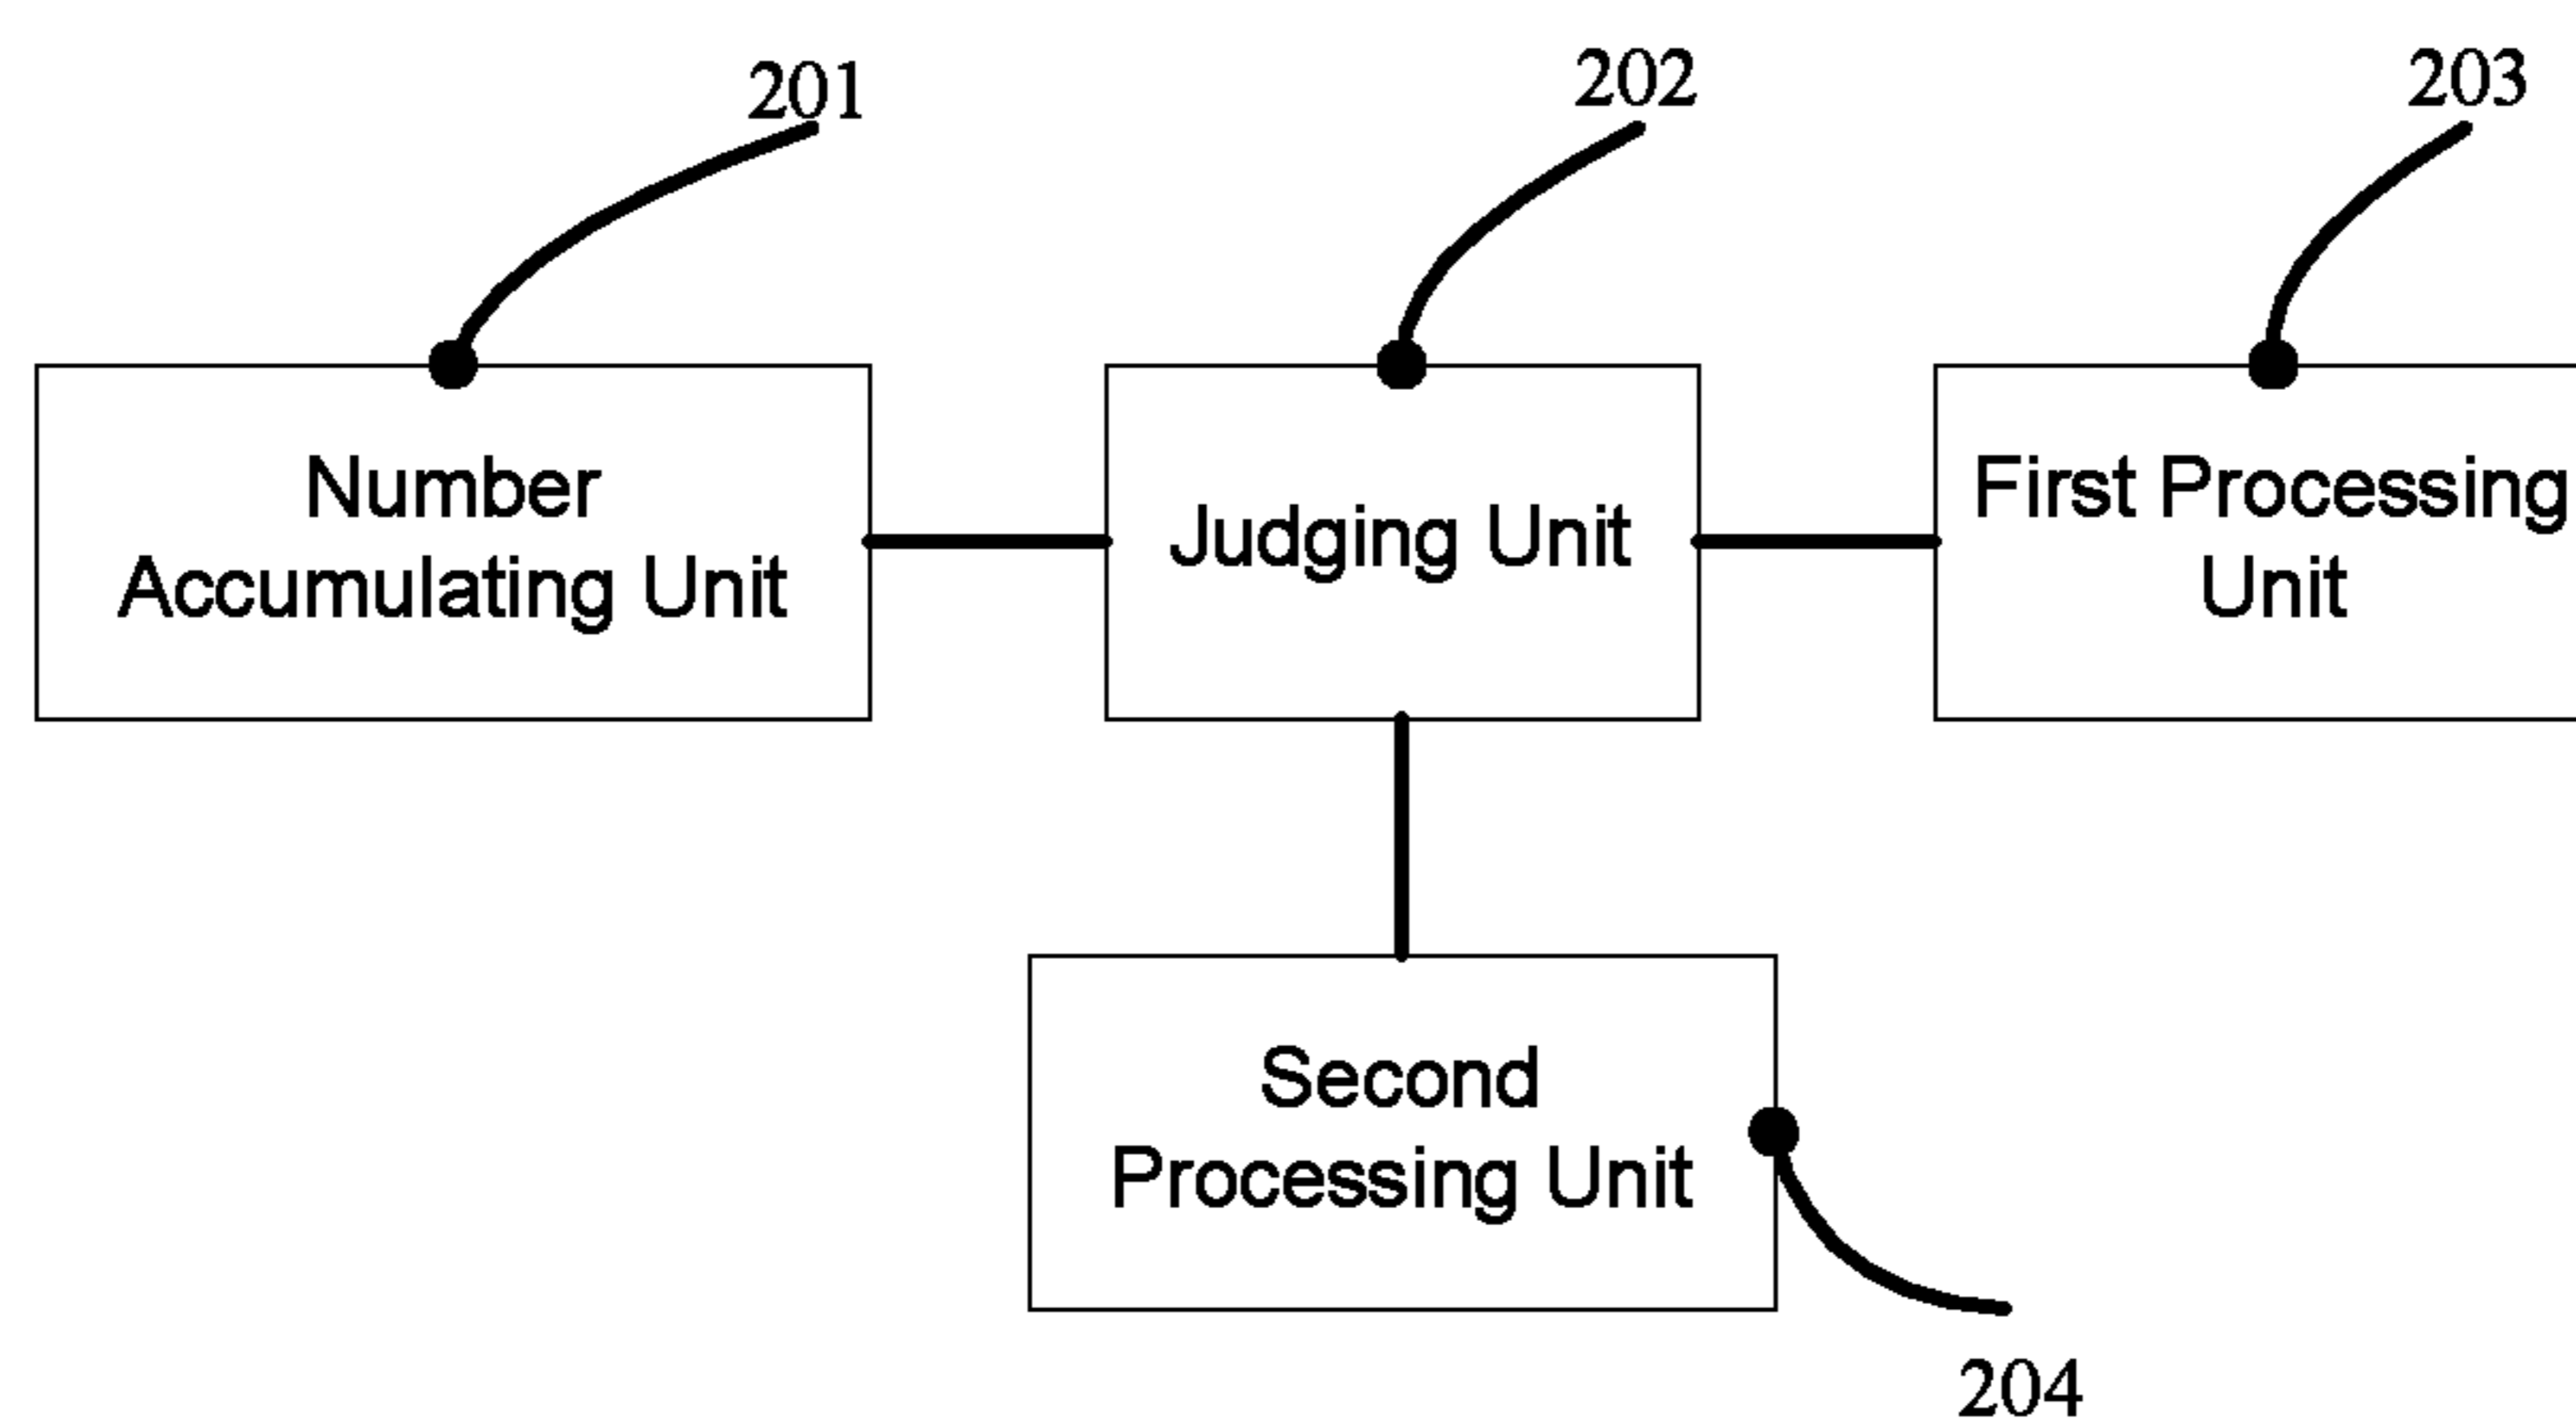 201
202
203
Number
Accumulating Unit
Judging Unit
First Processing
Unit
Second
Processing Unit
204